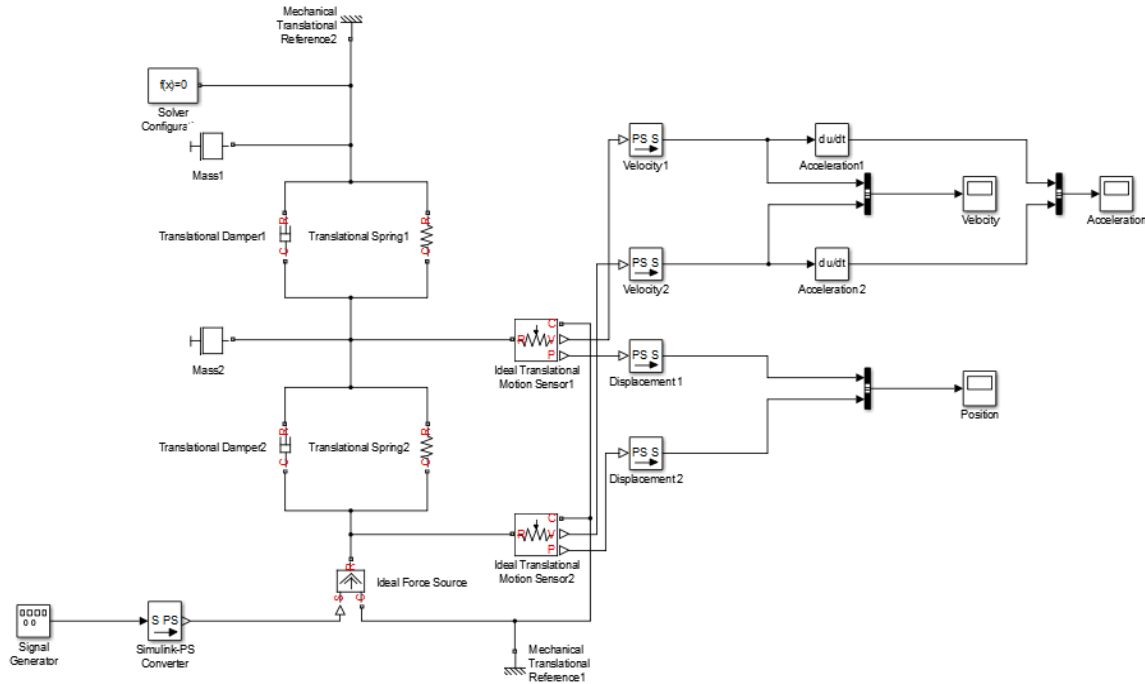 Mechanical
Translational
Reference2
f(x)=0
Solver
Configura
Mass1
R
C
Translational Damper1
Translational Spring1
R
C
Mass2
R
C
V
P
Ideal Translational
Motion Sensor1
R
C
Translational Damper2
Translational Spring2
R
C
R
C
V
P
Ideal Translational
Motion Sensor2
R
S
C
Ideal Force Source
Signal
Generator
S PS
Simulink-PS
Converter
Mechanical
Translational
Reference1
PS S
Velocity1
du/dt
Acceleration1
Velocity
Acceleration
PS S
Velocity2
du/dt
Acceleration2
PS S
Displacement 1
Position
PS S
Displacement 2